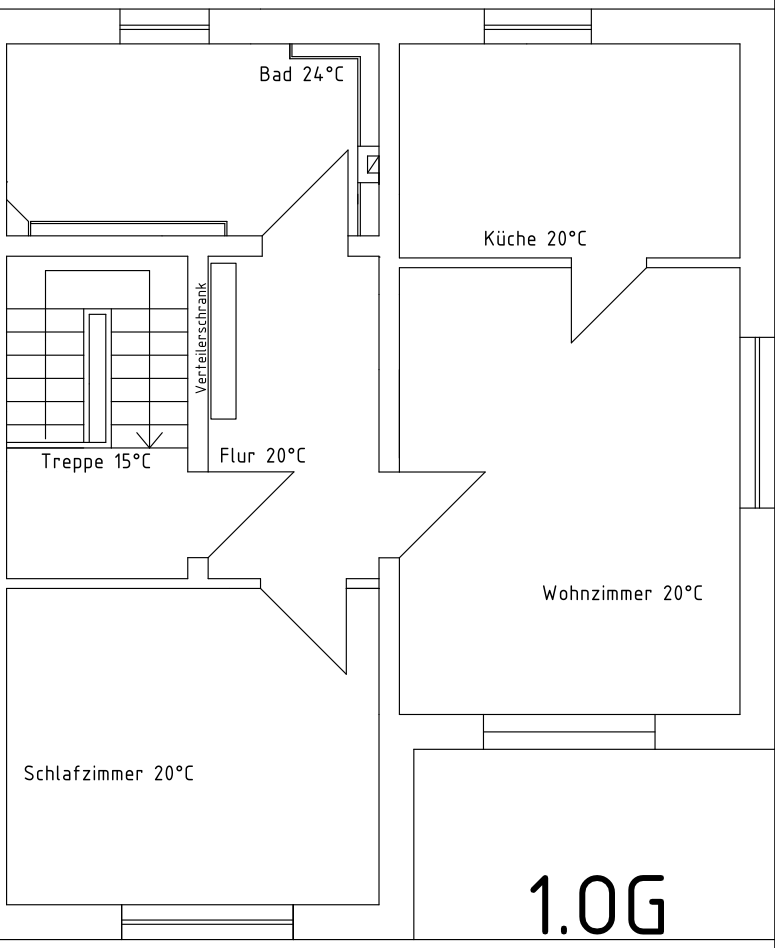 Bad 24°C
Küche 20°C
Verteilerschrank
Flur 20°C
Treppe 15°C
Wohnzimmer 20°C
Schlafzimmer 20°C
1.OG